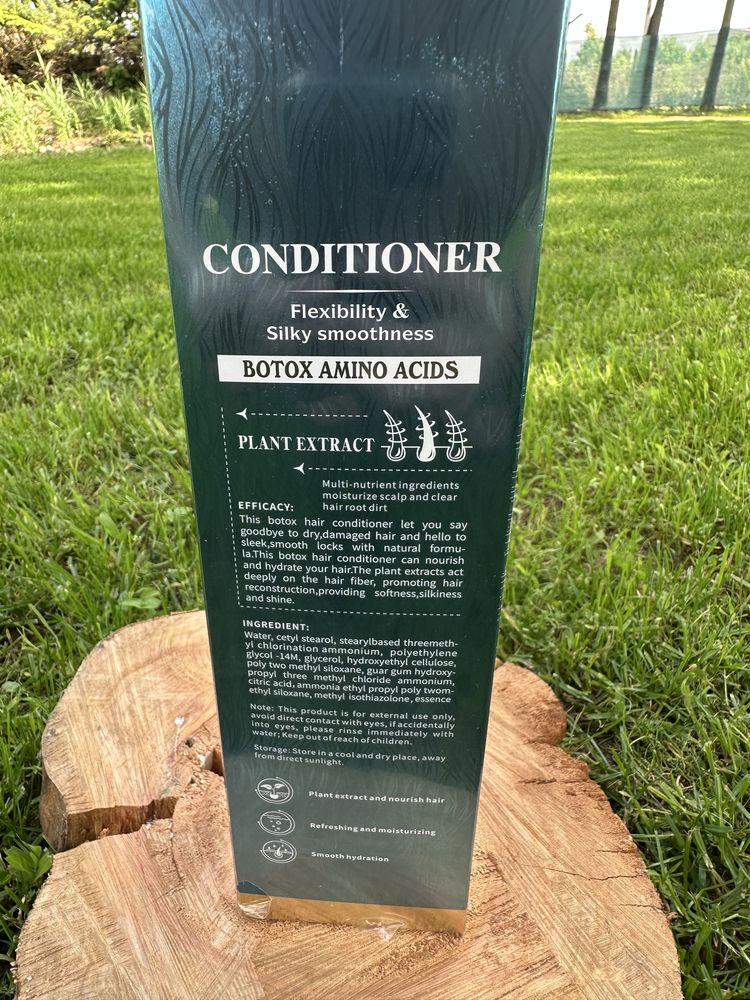 CONDITIONER
Flexibility &
Silky smoothness
BOTOX AMINO ACIDS
PLANT EXTRACT
Multi-nutrient ingredients
moisturize scalp and clear
hair root dirt
EFFICACY:
This botox hair conditioner let you say
goodbye to dry,damaged hair and hello to
sleek,smooth locks with natural formu-
la.This botox hair conditioner can nourish
and hydrate your hair.The plant extracts act
deeply on the hair fiber, promoting hair
reconstruction,providing softness,silkiness
and shine.
INGREDIENT:
Water, cetyl stearol, stearylbased threemeth-
yl chlorination ammonium, polyethylene
glycol -14M, glycerol, hydroxyethyl cellulose,
poly two methyl siloxane, guar gum hydroxy-
propyl three methyl chloride ammonium,
citric acid, ammonia ethyl propyl poly twom-
ethyl siloxane, methyl isothiazolone, essence
Note: This product is for external use only,
avoid direct contact with eyes, if accidentally
into eyes, please rinse immediately with
water; Keep out of reach of children.
Storage: Store in a cool and dry place, away
from direct sunlight.
Plant extract and nourish hair
Refreshing and moisturizing
Smooth hydration